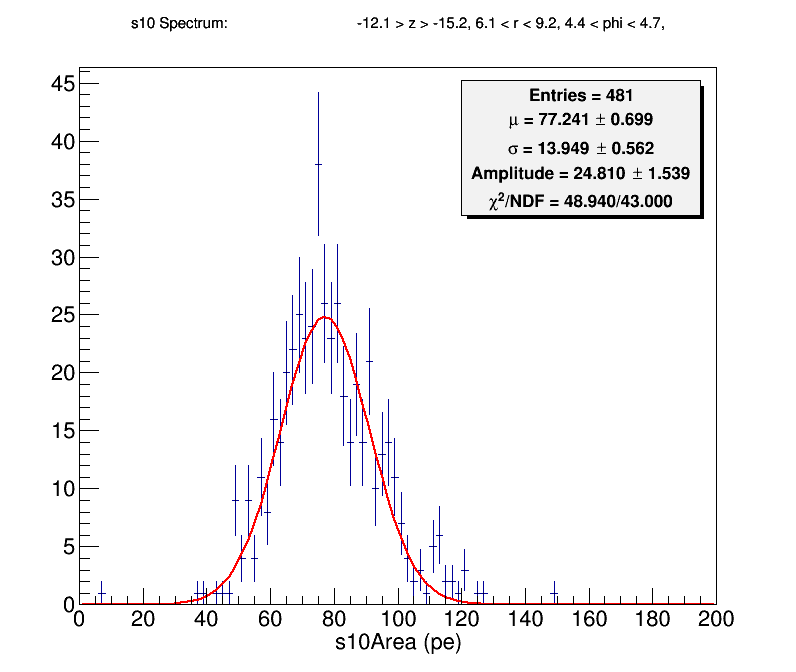 s10 Spectrum: -12.1 > z > -15.2, 6.1 < r < 9.2, 4.4 < phi < 4.7,
Entries = 481
μ = 77.241 ± 0.699
σ = 13.949 ± 0.562
Amplitude = 24.810 ± 1.539
χ²/NDF = 48.940/43.000
45
40
35
30
25
20
15
10
5
0
0 20 40 60 80 100 120 140 160 180 200
s10Area (pe)